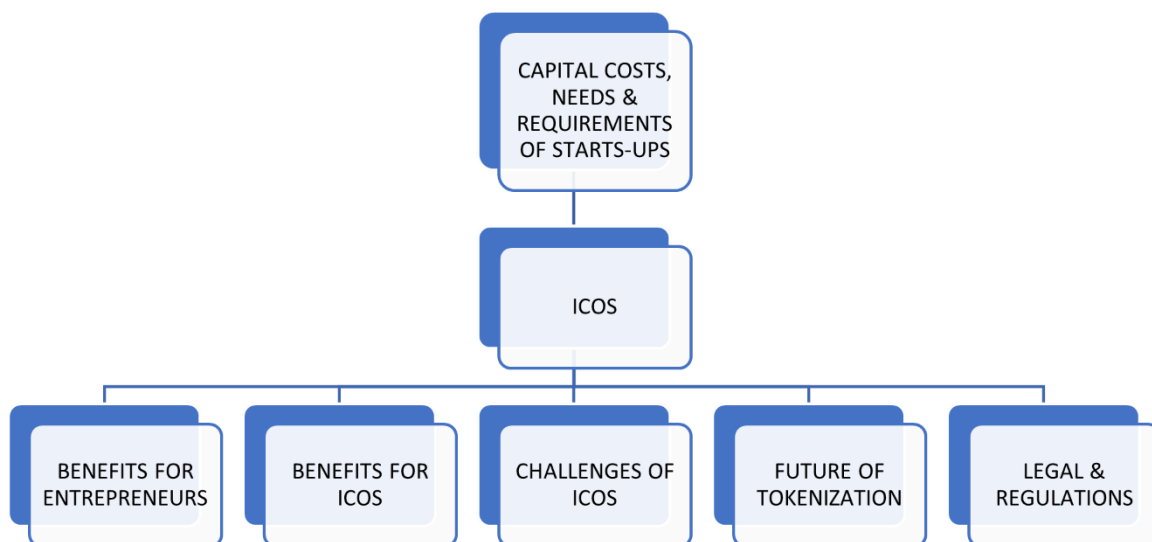 CAPITAL COSTS,
NEEDS &
REQUIREMENTS
OF STARTS-UPS
ICOS
BENEFITS FOR
ENTREPRENEURS
BENEFITS FOR
ICOS
CHALLENGES OF
ICOS
FUTURE OF
TOKENIZATION
LEGAL &
REGULATIONS